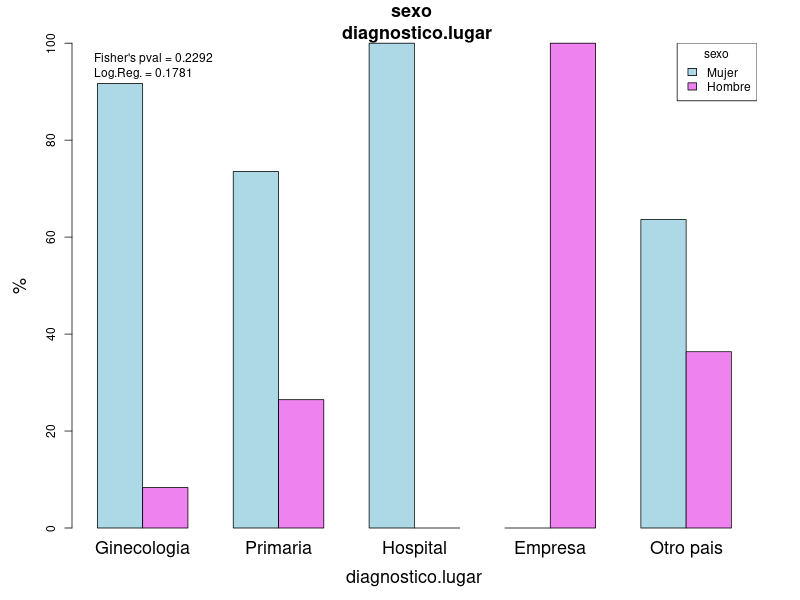 sexo
diagnostico.lugar
Fisher's pval = 0.2292
Log.Reg. = 0.1781
sexo
Mujer
Hombre
%
100
80
60
40
20
0
Ginecologia
Primaria
Hospital
Empresa
Otro pais
diagnostico.lugar